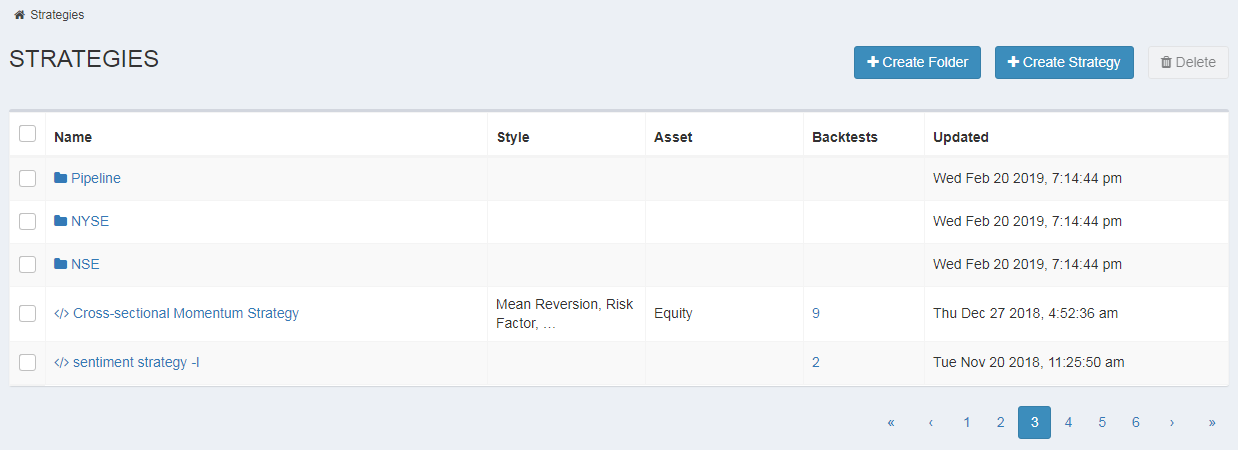 Strategies
STRATEGIES
Create Folder
Create Strategy
Delete
Name Style Asset Backtests Updated
Pipeline Wed Feb 20 2019, 7:14:44 pm
NYSE Wed Feb 20 2019, 7:14:44 pm
NSE Wed Feb 20 2019, 7:14:44 pm
</> Cross-sectional Momentum Strategy Mean Reversion, Risk Factor, ... Equity 9 Thu Dec 27 2018, 4:52:36 am
</> sentiment strategy -I 2 Tue Nov 20 2018, 11:25:50 am
« ‹ 1 2 3 4 5 6 › »